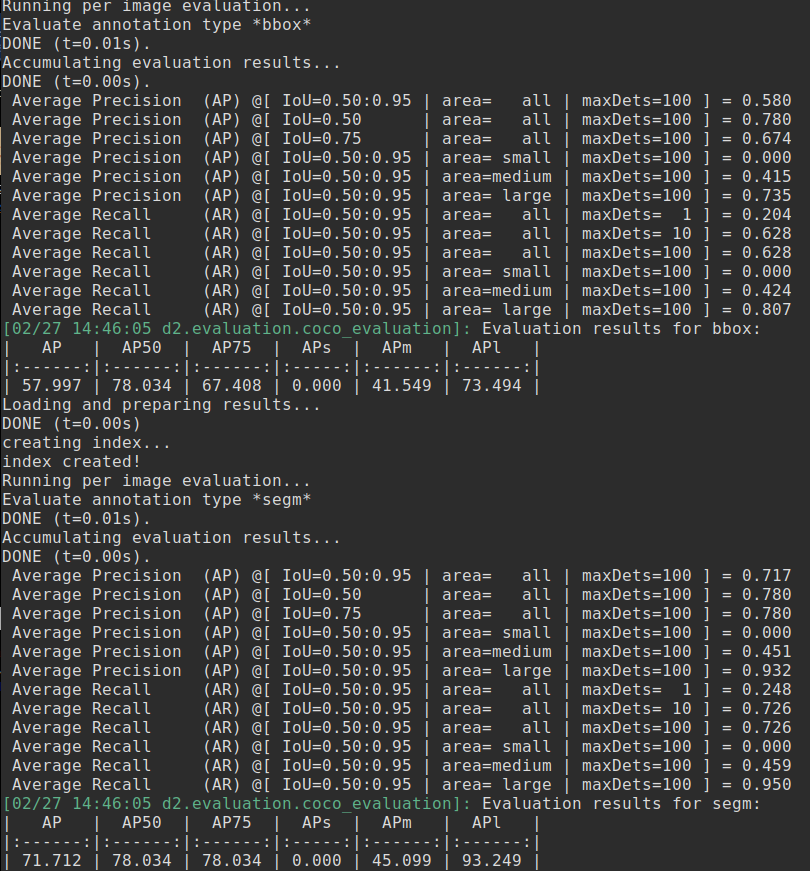 Running per image evaluation...
Evaluate annotation type *bbox*
DONE (t=0.01s).
Accumulating evaluation results...
DONE (t=0.00s).
 Average Precision  (AP) @[ IoU=0.50:0.95 | area=   all | maxDets=100 ] = 0.580
 Average Precision  (AP) @[ IoU=0.50      | area=   all | maxDets=100 ] = 0.780
 Average Precision  (AP) @[ IoU=0.75      | area=   all | maxDets=100 ] = 0.674
 Average Precision  (AP) @[ IoU=0.50:0.95 | area= small | maxDets=100 ] = 0.000
 Average Precision  (AP) @[ IoU=0.50:0.95 | area=medium | maxDets=100 ] = 0.415
 Average Precision  (AP) @[ IoU=0.50:0.95 | area= large | maxDets=100 ] = 0.735
 Average Recall     (AR) @[ IoU=0.50:0.95 | area=   all | maxDets=  1 ] = 0.204
 Average Recall     (AR) @[ IoU=0.50:0.95 | area=   all | maxDets= 10 ] = 0.628
 Average Recall     (AR) @[ IoU=0.50:0.95 | area=   all | maxDets=100 ] = 0.628
 Average Recall     (AR) @[ IoU=0.50:0.95 | area= small | maxDets=100 ] = 0.000
 Average Recall     (AR) @[ IoU=0.50:0.95 | area=medium | maxDets=100 ] = 0.424
 Average Recall     (AR) @[ IoU=0.50:0.95 | area= large | maxDets=100 ] = 0.807
[02/27 14:46:05 d2.evaluation.coco_evaluation]: Evaluation results for bbox:
|   AP   |  AP50  |  AP75  |  APs  |  APm   |  APl   |
|:------:|:------:|:------:|:-----:|:------:|:------:|
| 57.997 | 78.034 | 67.408 | 0.000 | 41.549 | 73.494 |
Loading and preparing results...
DONE (t=0.00s)
creating index...
index created!
Running per image evaluation...
Evaluate annotation type *segm*
DONE (t=0.01s).
Accumulating evaluation results...
DONE (t=0.00s).
 Average Precision  (AP) @[ IoU=0.50:0.95 | area=   all | maxDets=100 ] = 0.717
 Average Precision  (AP) @[ IoU=0.50      | area=   all | maxDets=100 ] = 0.780
 Average Precision  (AP) @[ IoU=0.75      | area=   all | maxDets=100 ] = 0.780
 Average Precision  (AP) @[ IoU=0.50:0.95 | area= small | maxDets=100 ] = 0.000
 Average Precision  (AP) @[ IoU=0.50:0.95 | area=medium | maxDets=100 ] = 0.451
 Average Precision  (AP) @[ IoU=0.50:0.95 | area= large | maxDets=100 ] = 0.932
 Average Recall     (AR) @[ IoU=0.50:0.95 | area=   all | maxDets=  1 ] = 0.248
 Average Recall     (AR) @[ IoU=0.50:0.95 | area=   all | maxDets= 10 ] = 0.726
 Average Recall     (AR) @[ IoU=0.50:0.95 | area=   all | maxDets=100 ] = 0.726
 Average Recall     (AR) @[ IoU=0.50:0.95 | area= small | maxDets=100 ] = 0.000
 Average Recall     (AR) @[ IoU=0.50:0.95 | area=medium | maxDets=100 ] = 0.459
 Average Recall     (AR) @[ IoU=0.50:0.95 | area= large | maxDets=100 ] = 0.950
[02/27 14:46:05 d2.evaluation.coco_evaluation]: Evaluation results for segm:
|   AP   |  AP50  |  AP75  |  APs  |  APm   |  APl   |
|:------:|:------:|:------:|:-----:|:------:|:------:|
| 71.712 | 78.034 | 78.034 | 0.000 | 45.099 | 93.249 |